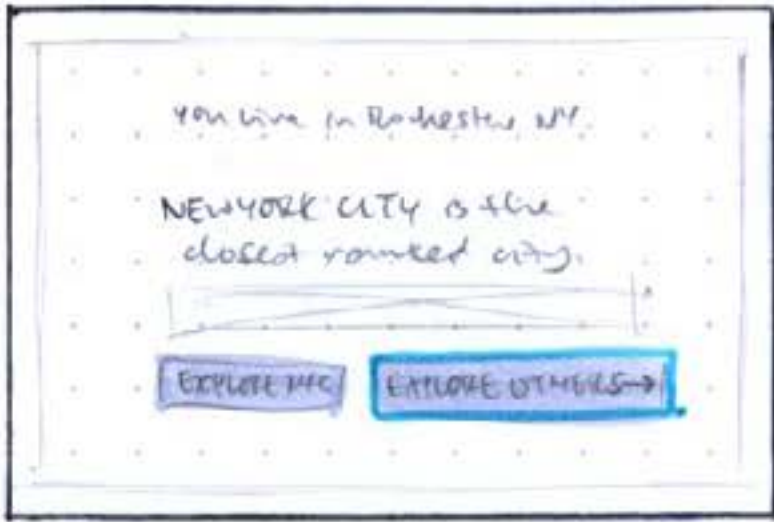 You live in Rochester, NY.
NEW YORK CITY is the
closest ranked city.
EXPLORE NYC
EXPLORE OTHERS→